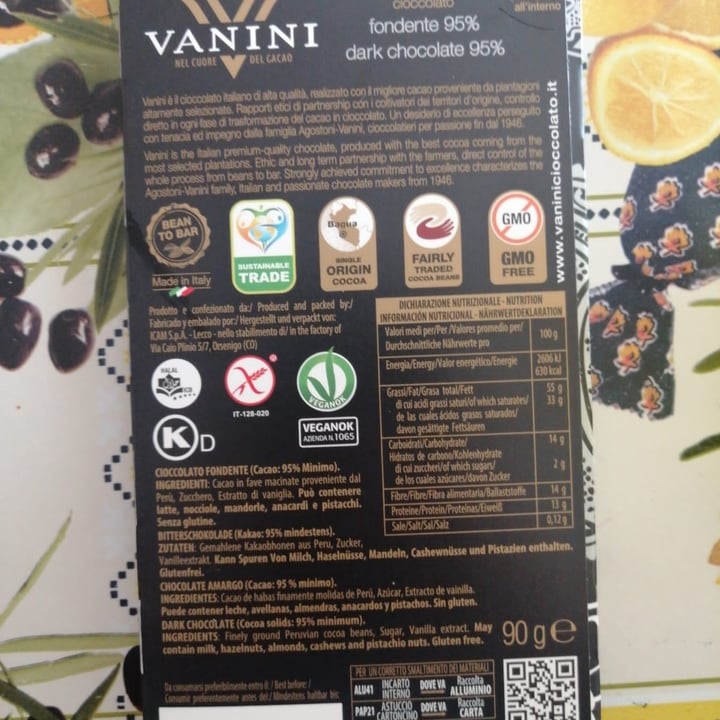 cioccolato
all'interno
VANINI
NEL CUORE DEL CACAO
fondente 95%
dark chocolate 95%
Vanini è il cioccolato italiano di alta qualità, realizzato con il migliore cacao proveniente da piantagioni
altamente selezionate. Rapporti etici di partnership con i coltivatori dei territori d'origine, controllo
diretto in ogni fase di trasformazione del cacao in cioccolato. Un desiderio di eccellenza perseguito
con tenacia ed impegno dalla famiglia Agostoni-Vanini, cioccolatieri per passione fin dal 1946.
Vanini is the Italian premium-quality chocolate, produced with the best cocoa coming from the
most selected plantations. Ethic and long term partnership with the farmers, direct control of the
whole process from beans to bar. Strongly achieved commitment to excellence characterizes the
Agostoni-Vanini family, Italian and passionate chocolate makers from 1946.
www.vaninicioccolato.it
BEAN
TO BAR
Made in Italy
SUSTAINABLE
TRADE
Bagua
SINGLE
ORIGIN
COCOA
FAIRLY
TRADED
COCOA BEANS
GMO
GMO
FREE
Prodotto e confezionato da:/ Produced and packed by:/
Fabricado y embalado por:/ Hergestellt und verpackt von:
ICAM S.p.A. - Lecco - nello stabilimento di/ in the factory of
Via Caio Plinio 5/7, Orsenigo (CO)
HALAL
IT-128-020
VEGANOK
VEGANOK
AZIENDA N.1065
K D
DICHIARAZIONE NUTRIZIONALE - NUTRITION
INFORMACIÓN NUTRICIONAL - NÄHRWERTDEKLARATION
Valori medi per/Per /Valores promedio per/
Durchschnittliche Nährwerte pro
100 g
Energia/Energy/Valor energético/Energie
2606 kJ
630 kcal
Grassi/Fat/Grasa total/Fett 55 g
di cui acidi grassi saturi/of which saturates/ 33 g
de las cuales ácidos grasos saturados/
davon gesättigte Fettsäuren
Carboidrati/Carbohydrate/ 14 g
Hidratos de carbono/Kohlenhydrate
di cui zuccheri/of which sugars/ 2 g
de los cuales azúcares/davon Zucker
Fibre/Fibre/Fibra alimentaria/Ballaststoffe 14 g
Proteine/Protein/Proteínas/Eiweiß 13 g
Sale/Salt/Sal/Salz 0,12 g
CIOCCOLATO FONDENTE (Cacao: 95% Minimo).
INGREDIENTI: Cacao in fave macinate proveniente dal
Perù, Zucchero, Estratto di vaniglia. Può contenere
latte, nocciole, mandorle, anacardi e pistacchi.
Senza glutine.
BITTERSCHOKOLADE (Kakao: 95% mindestens).
ZUTATEN: Gemahlene Kakaobhonen aus Peru, Zucker,
Vanilleextrakt. Kann Spuren Von Milch, Haselnüsse, Mandeln, Cashewnüsse und Pistazien enthalten.
Glutenfrei.
CHOCOLATE AMARGO (Cacao: 95 % mínimo).
INGREDIENTES: Cacao de habas finamente molidas de Perú, Azúcar, Extracto de vainilla.
Puede contener leche, avellanas, almendras, anacardos y pistachos. Sin gluten.
DARK CHOCOLATE (Cocoa solids: 95% minimum).
INGREDIENTS: Finely ground Peruvian cocoa beans, Sugar, Vanilla extract. May
contain milk, hazelnuts, almonds, cashews and pistachio nuts. Gluten free.
90 g e
Da consumarsi preferibilmente entro il: / Best before: /
Consumir preferentemente antes del:/ Mindestens haltbar bis:
PER UN CORRETTO SMALTIMENTO DEI MATERIALI
ALU41 INCARTO INTERNO DOVE VA Raccolta ALLUMINIO
PAP21 ASTUCCIO CARTONCINO DOVE VA Raccolta CARTA